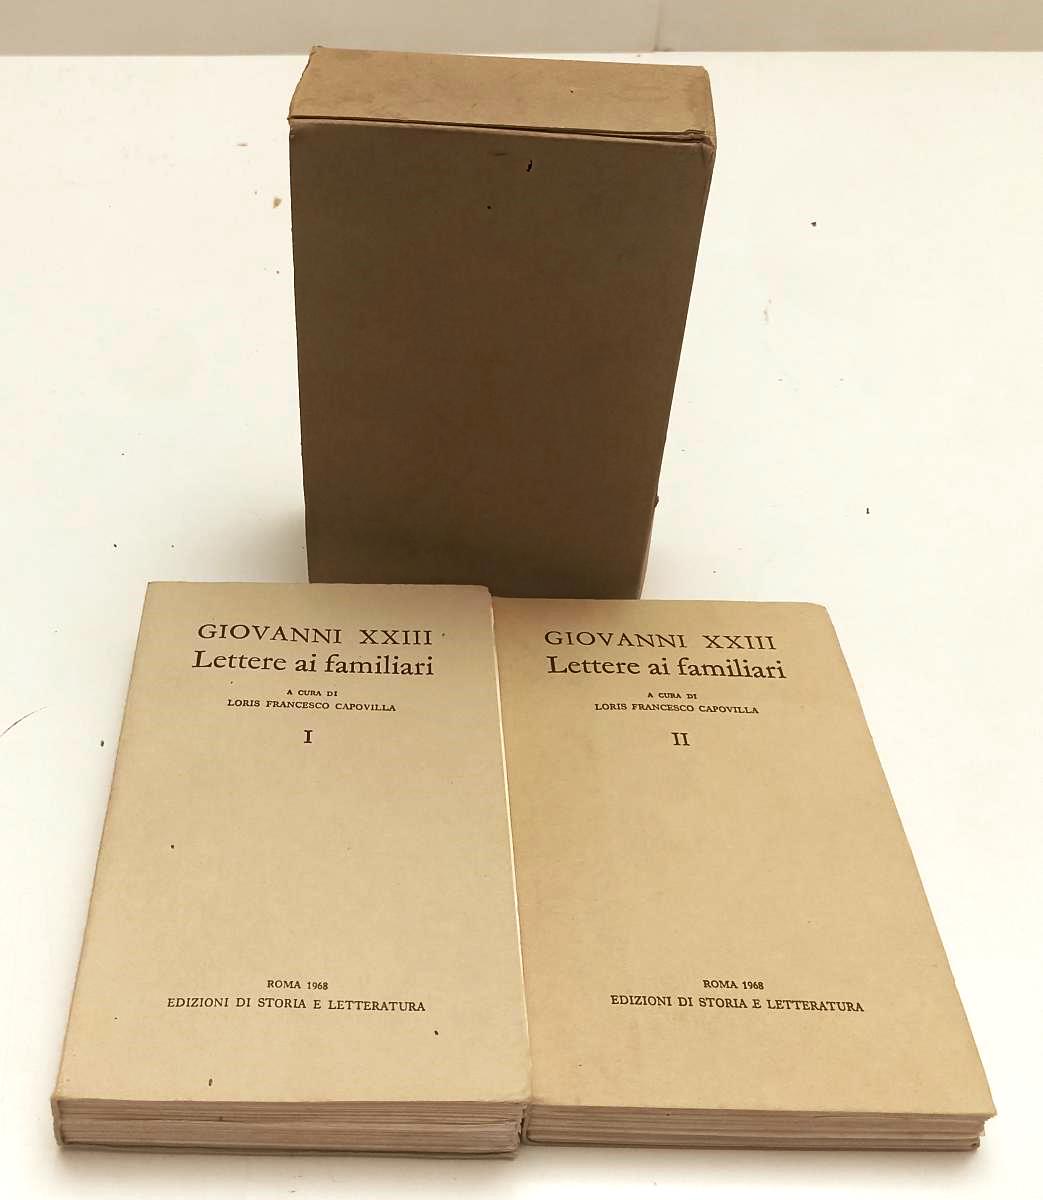 GIOVANNI XXIII
Lettere ai familiari
A CURA DI
LORIS FRANCESCO CAPOVILLA
I
ROMA 1968
EDIZIONI DI STORIA E LETTERATURA
GIOVANNI XXIII
Lettere ai familiari
A CURA DI
LORIS FRANCESCO CAPOVILLA
II
ROMA 1968
EDIZIONI DI STORIA E LETTERATURA